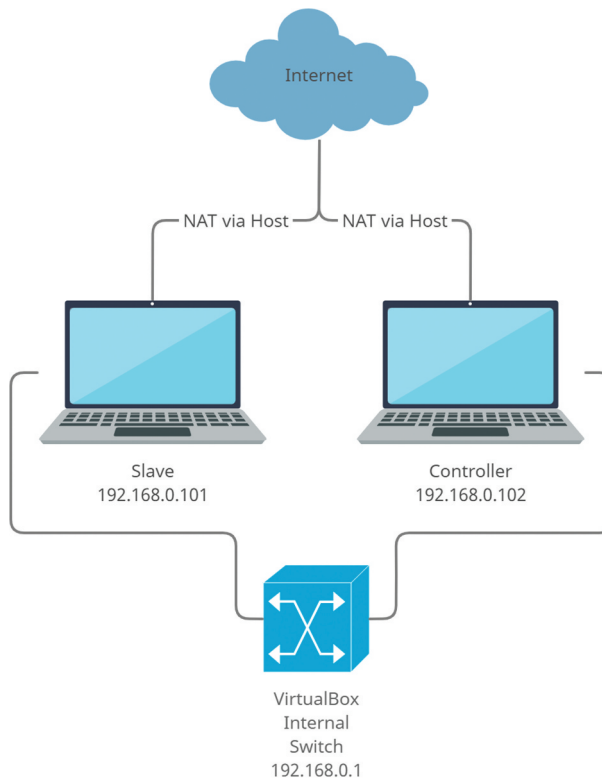 Internet
NAT via Host
NAT via Host
Slave
192.168.0.101
Controller
192.168.0.102
VirtualBox
Internal
Switch
192.168.0.1